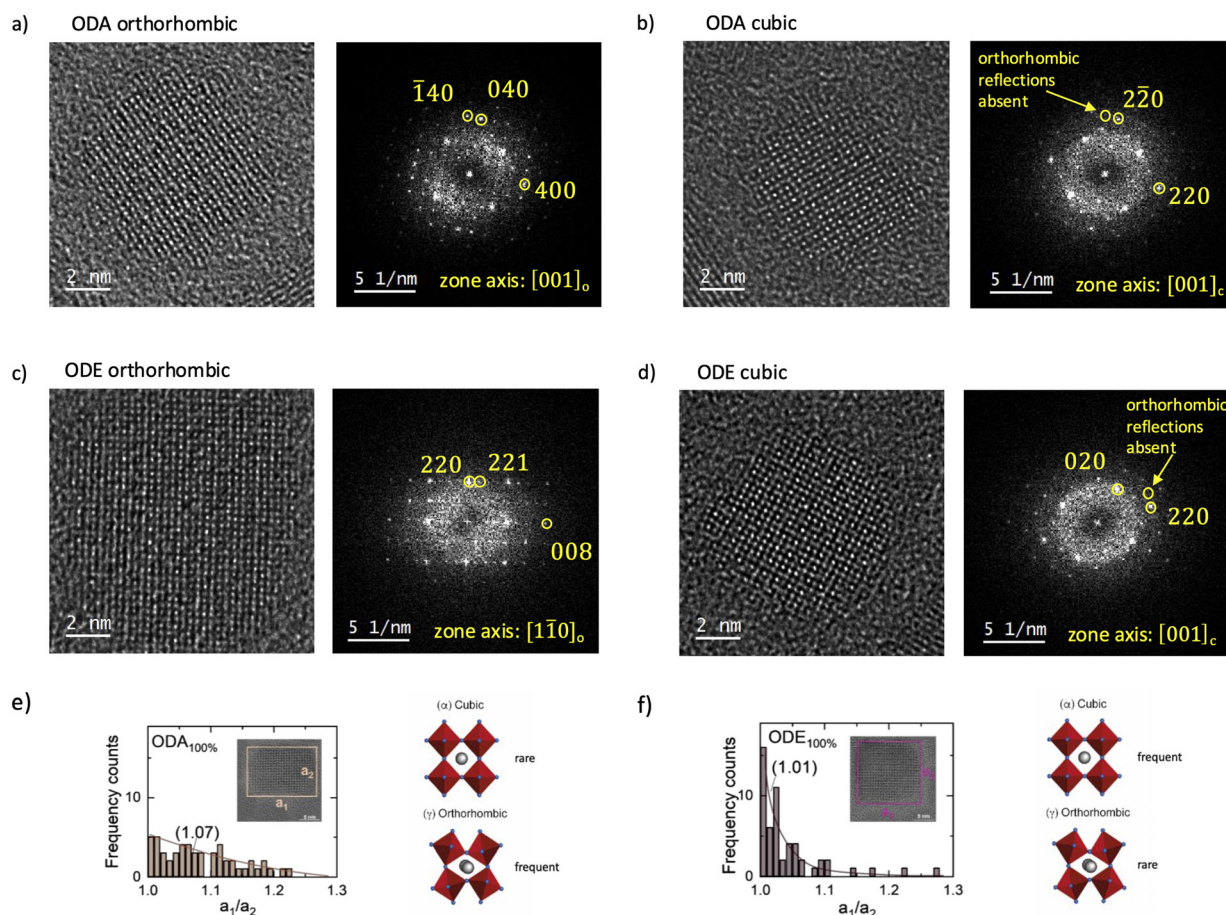 a) ODA orthorhombic
1̄40 040
400
2 nm
5 1/nm
zone axis: [001]ₒ
b) ODA cubic
orthorhombic
reflections
absent
22̄0
220
2 nm
5 1/nm
zone axis: [001]c
c) ODE orthorhombic
220 221
008
2 nm
5 1/nm
zone axis: [11̄0]ₒ
d) ODE cubic
orthorhombic
reflections
absent
020
220
2 nm
5 1/nm
zone axis: [001]c
e)
Frequency counts
10
0
ODA100%
a₂
a₁
(1.07)
1.0 1.1 1.2 1.3
a₁/a₂
(α) Cubic
rare
(γ) Orthorhombic
frequent
f)
Frequency counts
10
0
ODE100%
(1.01)
5 nm
1.0 1.1 1.2 1.3
a₁/a₂
(α) Cubic
frequent
(γ) Orthorhombic
rare